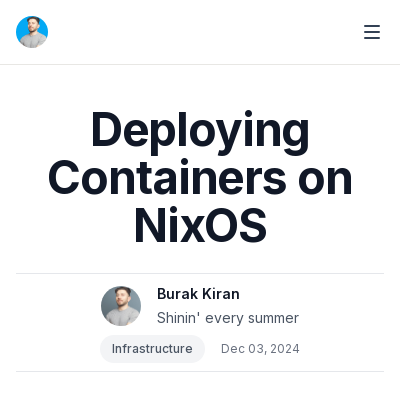 Deploying
Containers on
NixOS
Burak Kiran
Shinin' every summer
Infrastructure
Dec 03, 2024